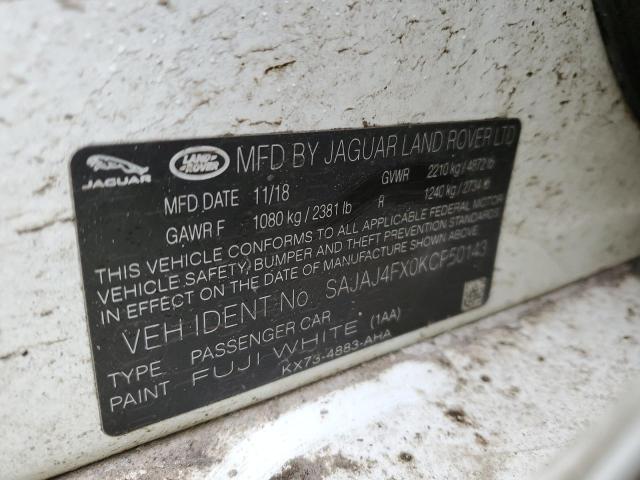 JAGUAR LAND-ROVER MFD BY JAGUAR LAND ROVER LTD
MFD DATE 11/18 GVWR 2210 kg / 4872 lb
GAWR F 1080 kg / 2381 lb R 1240 kg / 2734 lb
THIS VEHICLE CONFORMS TO ALL APPLICABLE FEDERAL MOTOR
VEHICLE SAFETY, BUMPER, AND THEFT PREVENTION STANDARDS
IN EFFECT ON THE DATE OF MANUFACTURE SHOWN ABOVE
VEH IDENT No SAJAJ4FX0KCP50143
TYPE PASSENGER CAR
PAINT FUJI WHITE (1AA)
KX73-4883-AHA